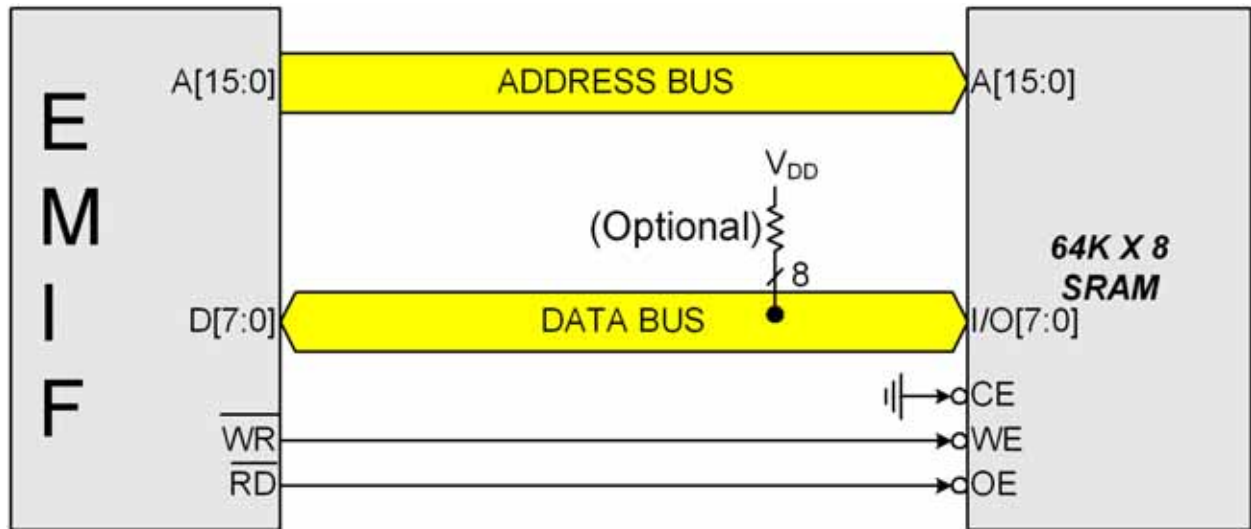 EMIF
A[15:0]
ADDRESS BUS
A[15:0]
VDD
(Optional)
8
64K X 8
SRAM
D[7:0]
DATA BUS
I/O[7:0]
CE
WR
WE
RD
OE